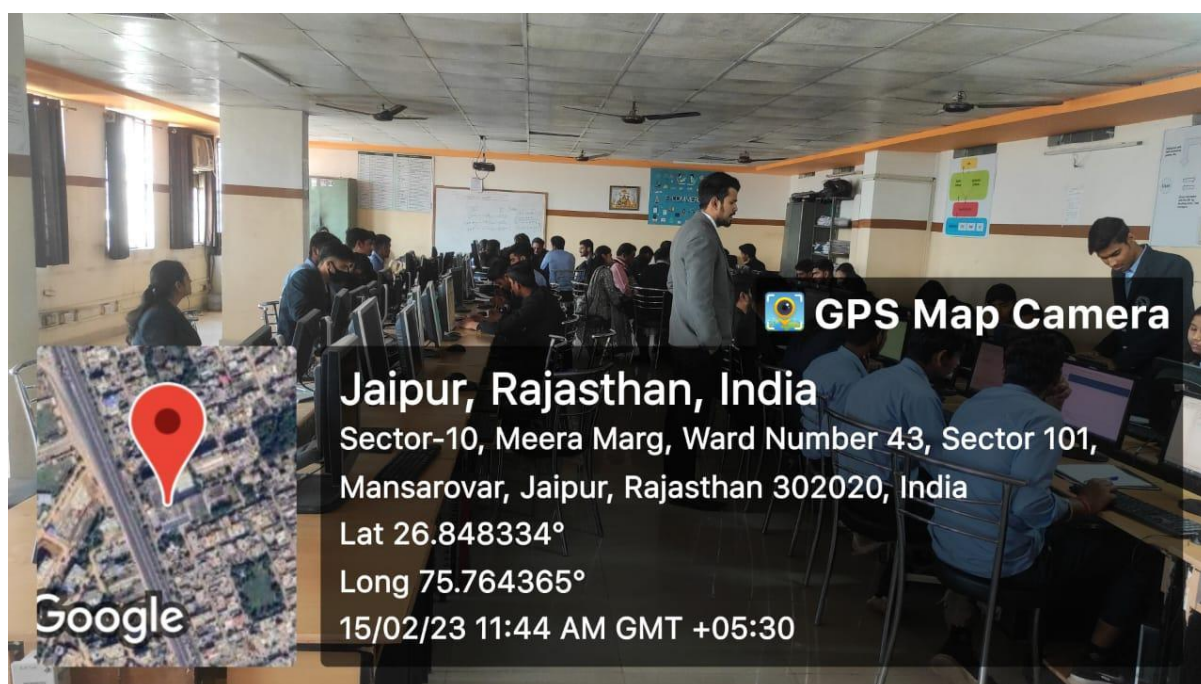 E-COMMERCE
GPS Map Camera
Jaipur, Rajasthan, India
Sector-10, Meera Marg, Ward Number 43, Sector 101,
Mansarovar, Jaipur, Rajasthan 302020, India
Lat 26.848334°
Long 75.764365°
15/02/23 11:44 AM GMT +05:30
Google